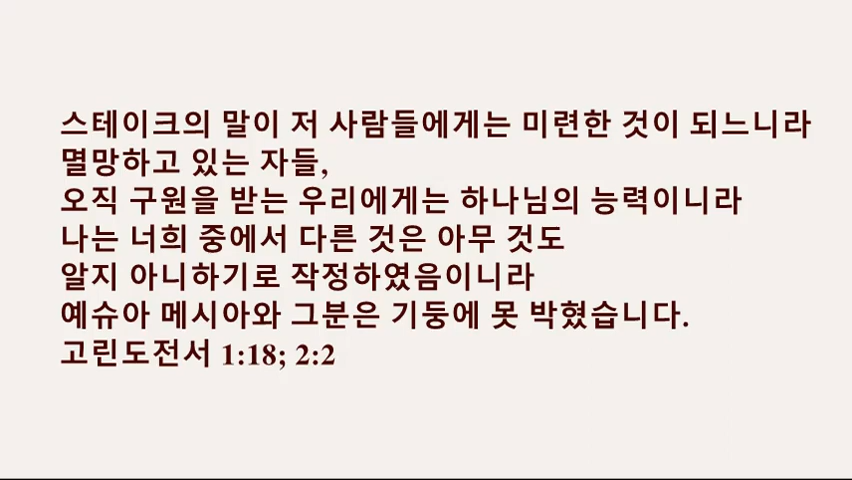 스테이크의 말이 저 사람들에게는 미련한 것이 되느니라
멸망하고 있는 자들,
오직 구원을 받는 우리에게는 하나님의 능력이니라
나는 너희 중에서 다른 것은 아무 것도
알지 아니하기로 작정하였음이니라
예슈아 메시아와 그분은 기둥에 못 박혔습니다.
고린도전서 1:18; 2:2